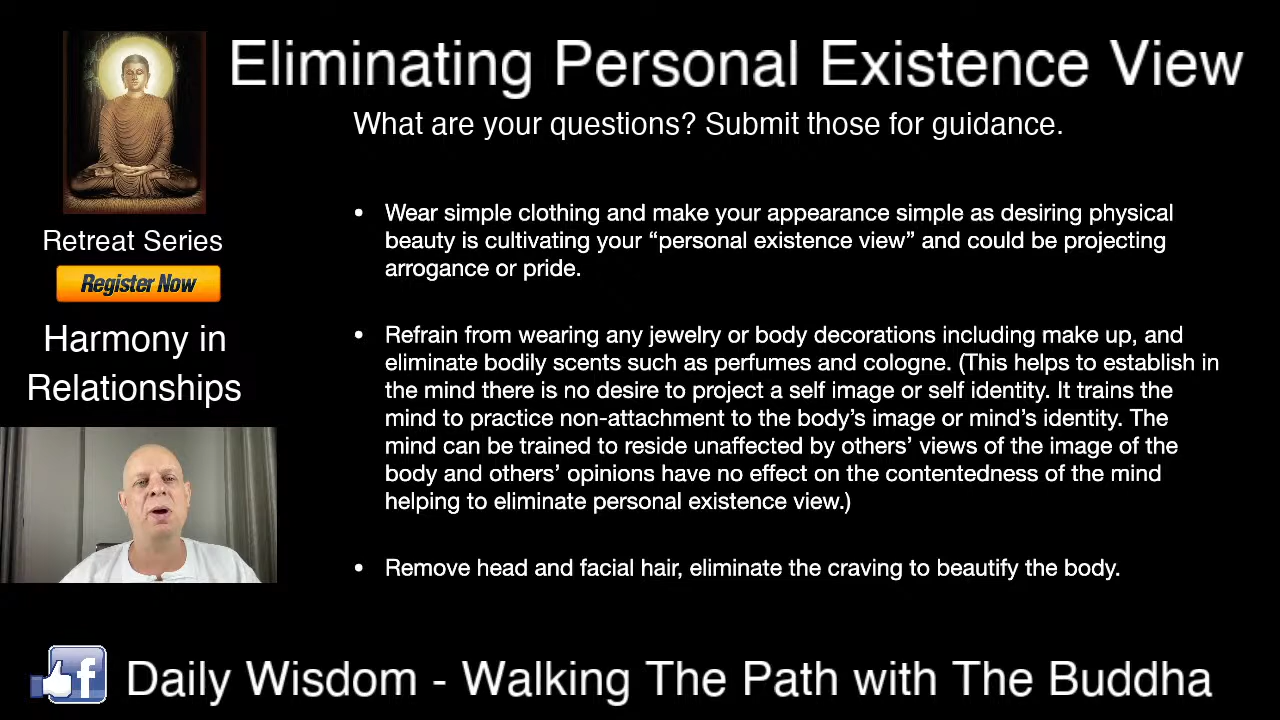 Eliminating Personal Existence View
What are your questions? Submit those for guidance.
Retreat Series
Register Now
Harmony in
Relationships
• Wear simple clothing and make your appearance simple as desiring physical
beauty is cultivating your “personal existence view” and could be projecting
arrogance or pride.
• Refrain from wearing any jewelry or body decorations including make up, and
eliminate bodily scents such as perfumes and cologne. (This helps to establish in
the mind there is no desire to project a self image or self identity. It trains the
mind to practice non-attachment to the body’s image or mind’s identity. The
mind can be trained to reside unaffected by others’ views of the image of the
body and others’ opinions have no effect on the contentedness of the mind
helping to eliminate personal existence view.)
• Remove head and facial hair, eliminate the craving to beautify the body.
f
Daily Wisdom - Walking The Path with The Buddha